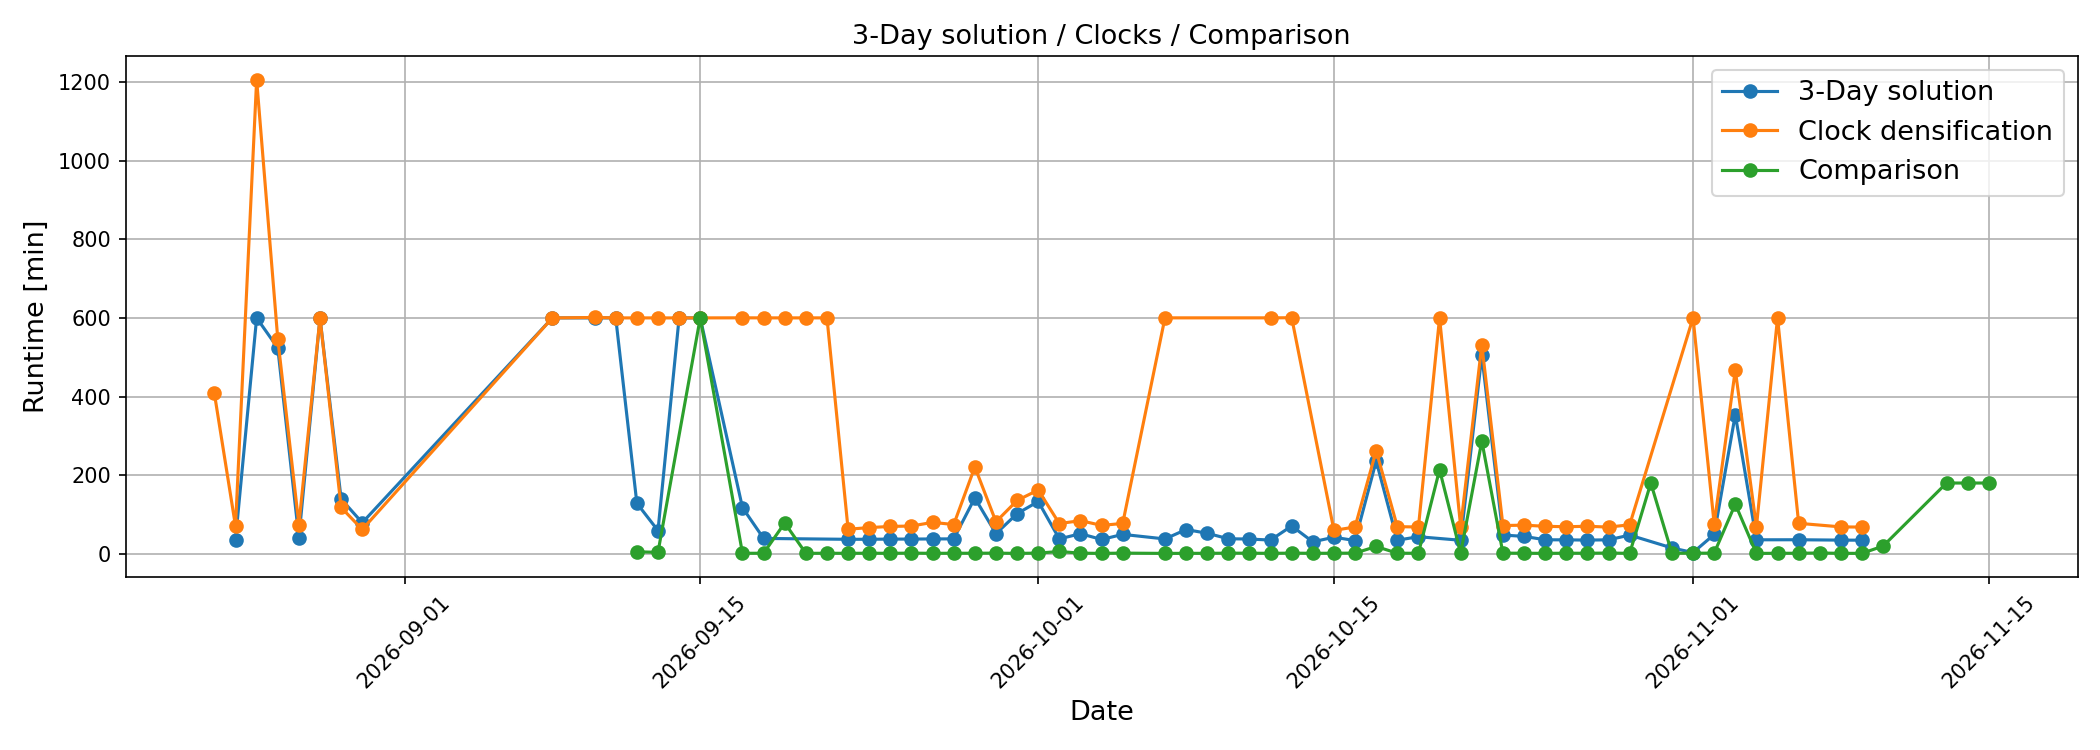 3-Day solution / Clocks / Comparison
1200
1000
800
600
400
200
0
Runtime [min]
3-Day solution
Clock densification
Comparison
2026-09-01
2026-09-15
2026-10-01
2026-10-15
2026-11-01
2026-11-15
Date